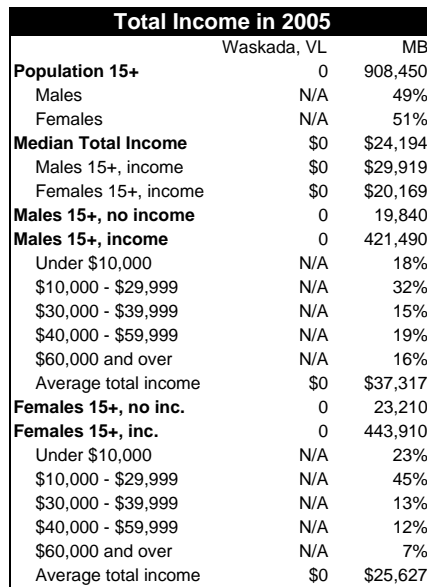 Total Income in 2005
Waskada, VL MB
Population 15+ 0 908,450
Males N/A 49%
Females N/A 51%
Median Total Income $0 $24,194
Males 15+, income $0 $29,919
Females 15+, income $0 $20,169
Males 15+, no income 0 19,840
Males 15+, income 0 421,490
Under $10,000 N/A 18%
$10,000 - $29,999 N/A 32%
$30,000 - $39,999 N/A 15%
$40,000 - $59,999 N/A 19%
$60,000 and over N/A 16%
Average total income $0 $37,317
Females 15+, no inc. 0 23,210
Females 15+, inc. 0 443,910
Under $10,000 N/A 23%
$10,000 - $29,999 N/A 45%
$30,000 - $39,999 N/A 13%
$40,000 - $59,999 N/A 12%
$60,000 and over N/A 7%
Average total income $0 $25,627